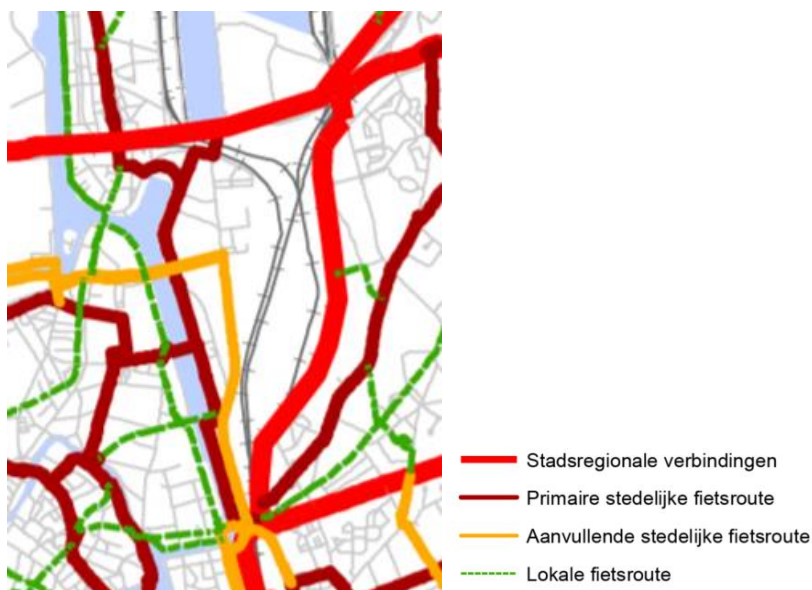 Stadsregionale verbindingen
Primaire stedelijke fietsroute
Aanvullende stedelijke fietsroute
Lokale fietsroute